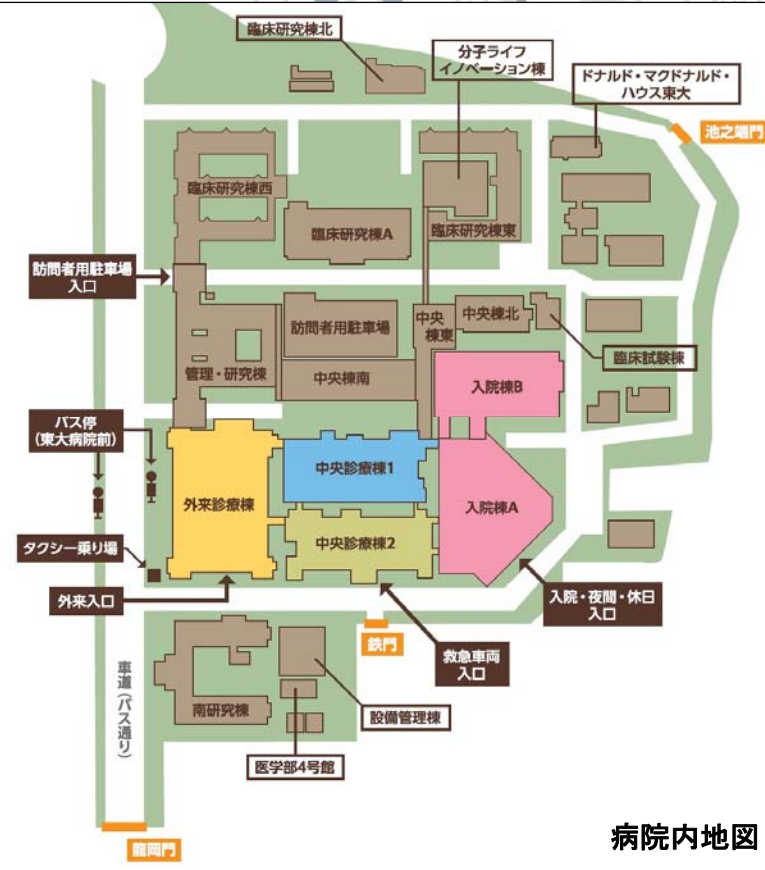 臨床研究棟北
分子ライフ
イノベーション棟
ドナルド・マクドナルド・
ハウス東大
池之端門
臨床研究棟西
臨床研究棟A
臨床研究棟東
訪問者用駐車場
入口
訪問者用駐車場
中央
棟東
中央棟北
臨床試験棟
管理・研究棟
中央棟南
入院棟B
バス停
(東大病院前)
外来診療棟
中央診療棟1
入院棟A
中央診療棟2
タクシー乗り場
外来入口
入院・夜間・休日
入口
鉄門
救急車両
入口
車道(バス通り)
南研究棟
設備管理棟
医学部4号館
龍岡門
病院内地図